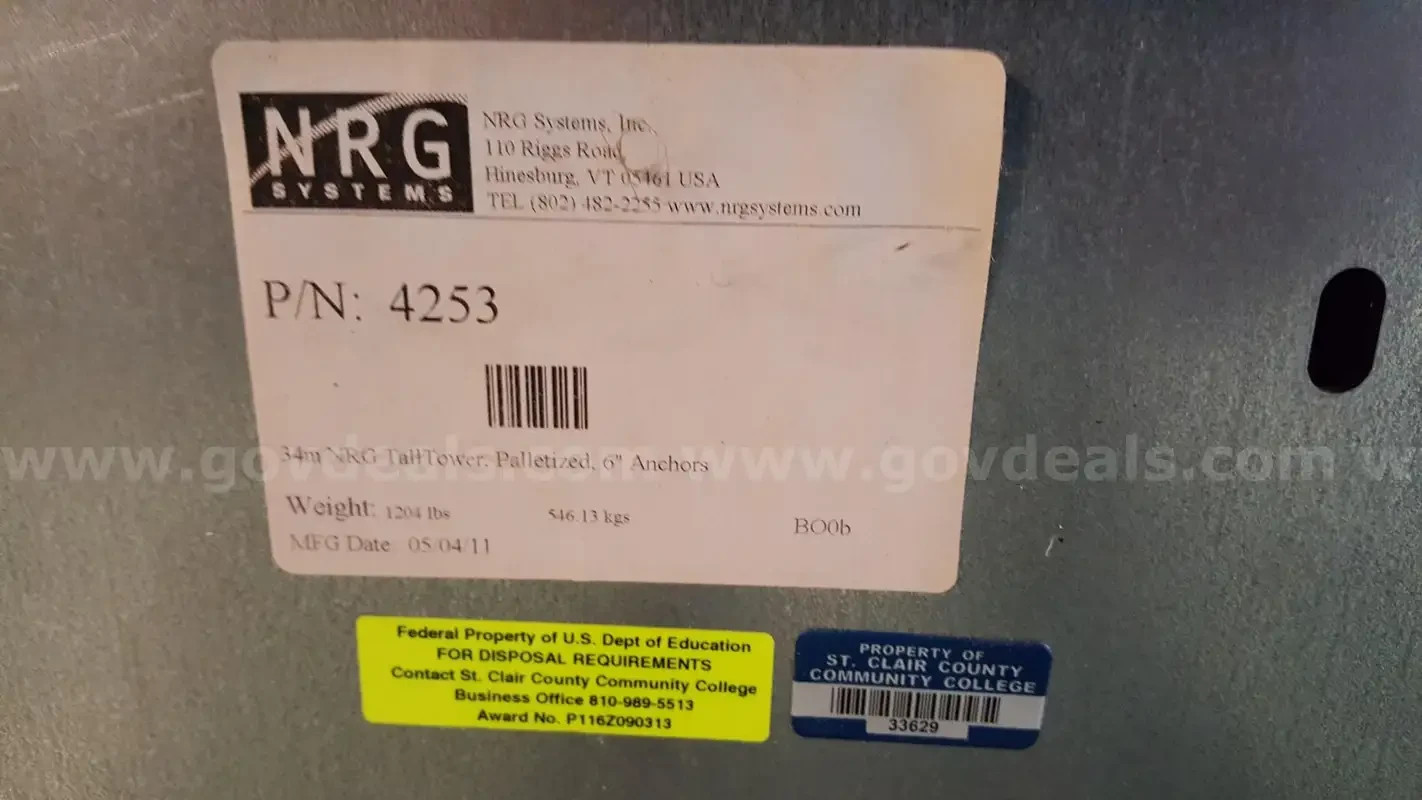 NRG
SYSTEMS
NRG Systems, Inc.
110 Riggs Road
Hinesburg, VT 05461 USA
TEL (802) 482-2255 www.nrgsystems.com
P/N: 4253
34m NRG TallTower, Palletized, 6" Anchors
Weight: 1204 lbs 546.13 kgs BO0b
MFG Date 05/04/11
www.govdeals.com www.govdeals.com w
Federal Property of U.S. Dept of Education
FOR DISPOSAL REQUIREMENTS
Contact St. Clair County Community College
Business Office 810-989-5513
Award No. P116Z090313
PROPERTY OF
ST. CLAIR COUNTY
COMMUNITY COLLEGE
33629